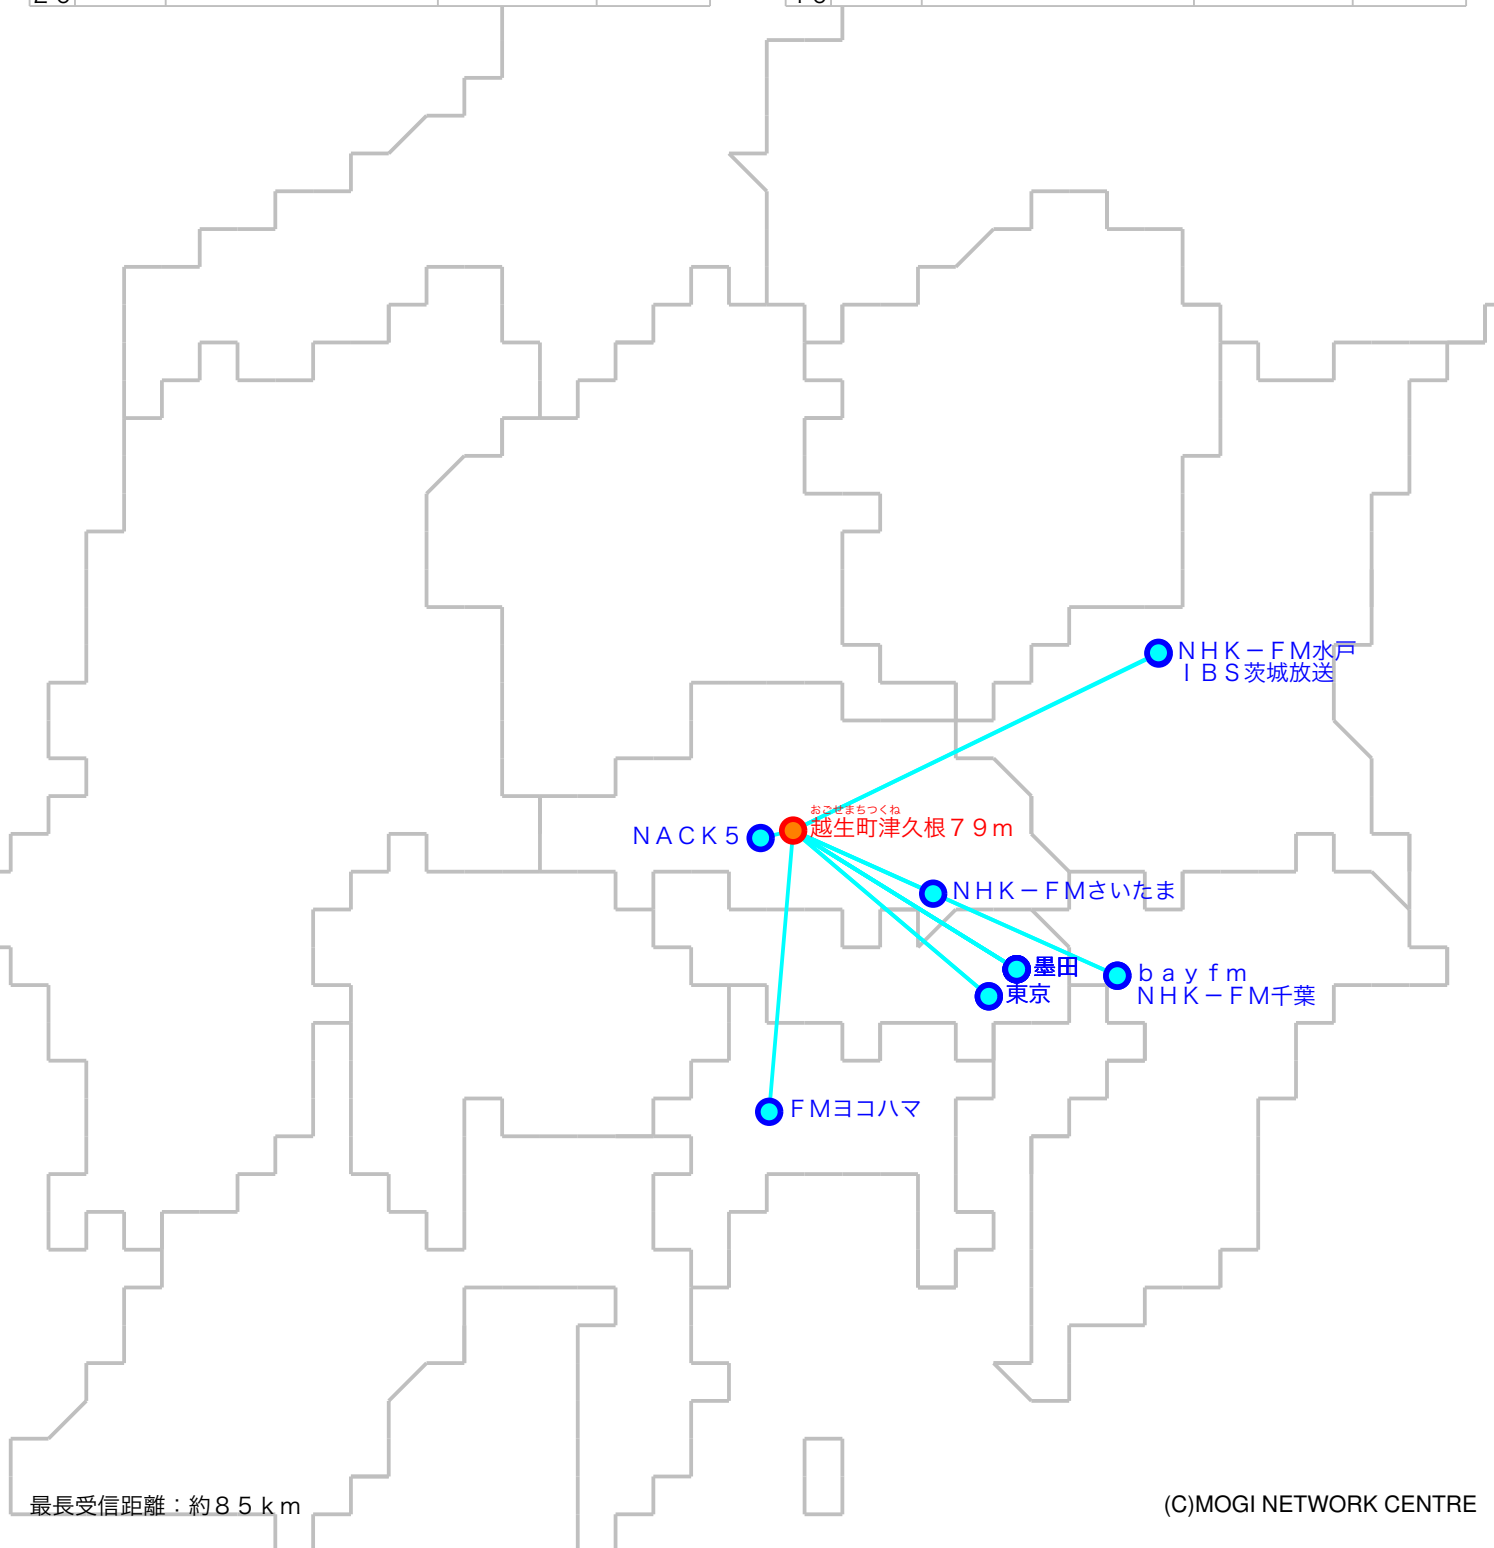 ＮＨＫ－ＦＭ水戸
ＩＢＳ茨城放送
おごせまちつくね
越生町津久根７９ｍ
ＮＡＣＫ５
ＮＨＫ－ＦＭさいたま
墨田
ｂａｙｆｍ
東京
ＮＨＫ－ＦＭ千葉
ＦＭヨコハマ
最長受信距離：約８５ｋｍ
(C)MOGI NETWORK CENTRE